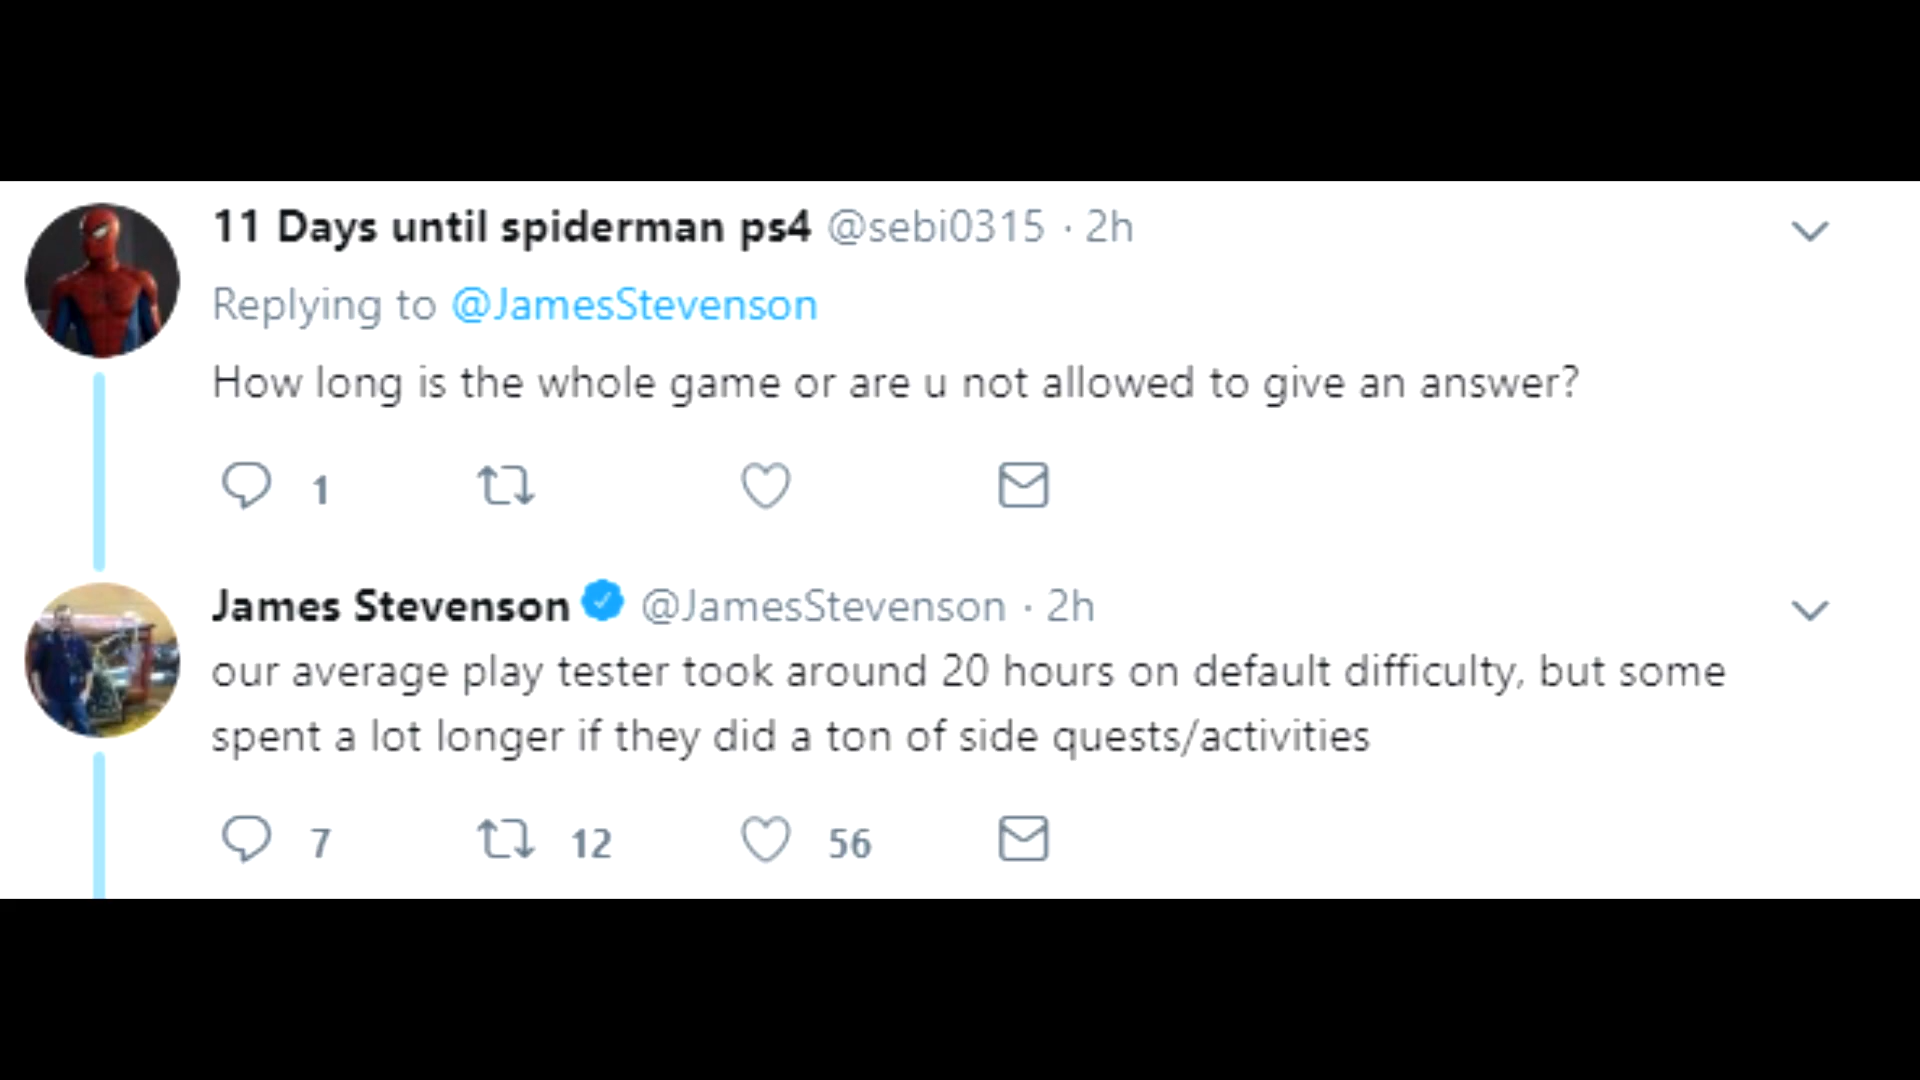 11 Days until spiderman ps4 @sebi0315 · 2h
Replying to @JamesStevenson
How long is the whole game or are u not allowed to give an answer?
1
James Stevenson @JamesStevenson · 2h
our average play tester took around 20 hours on default difficulty, but some
spent a lot longer if they did a ton of side quests/activities
7 12 56